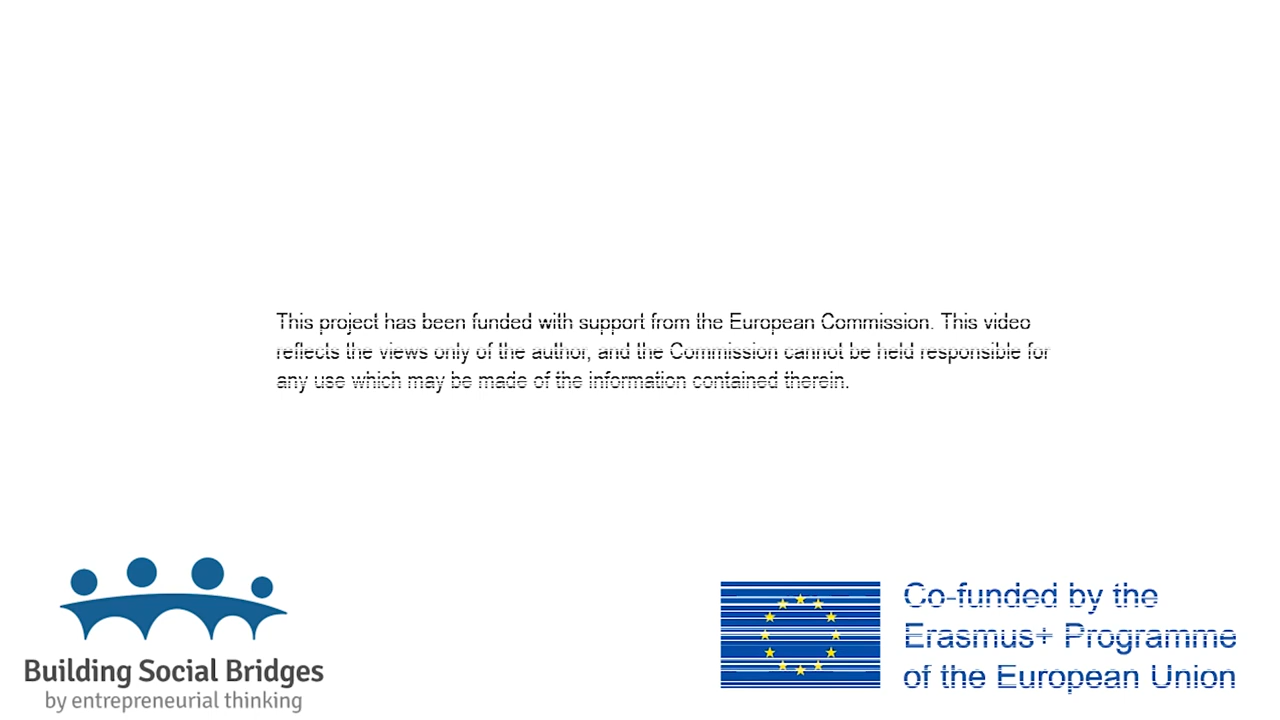 This project has been funded with support from the European Commission. This video
reflects the views only of the author, and the Commission cannot be held responsible for
any use which may be made of the information contained therein.
Building Social Bridges
by entrepreneurial thinking
Co-funded by the
Erasmus+ Programme
of the European Union